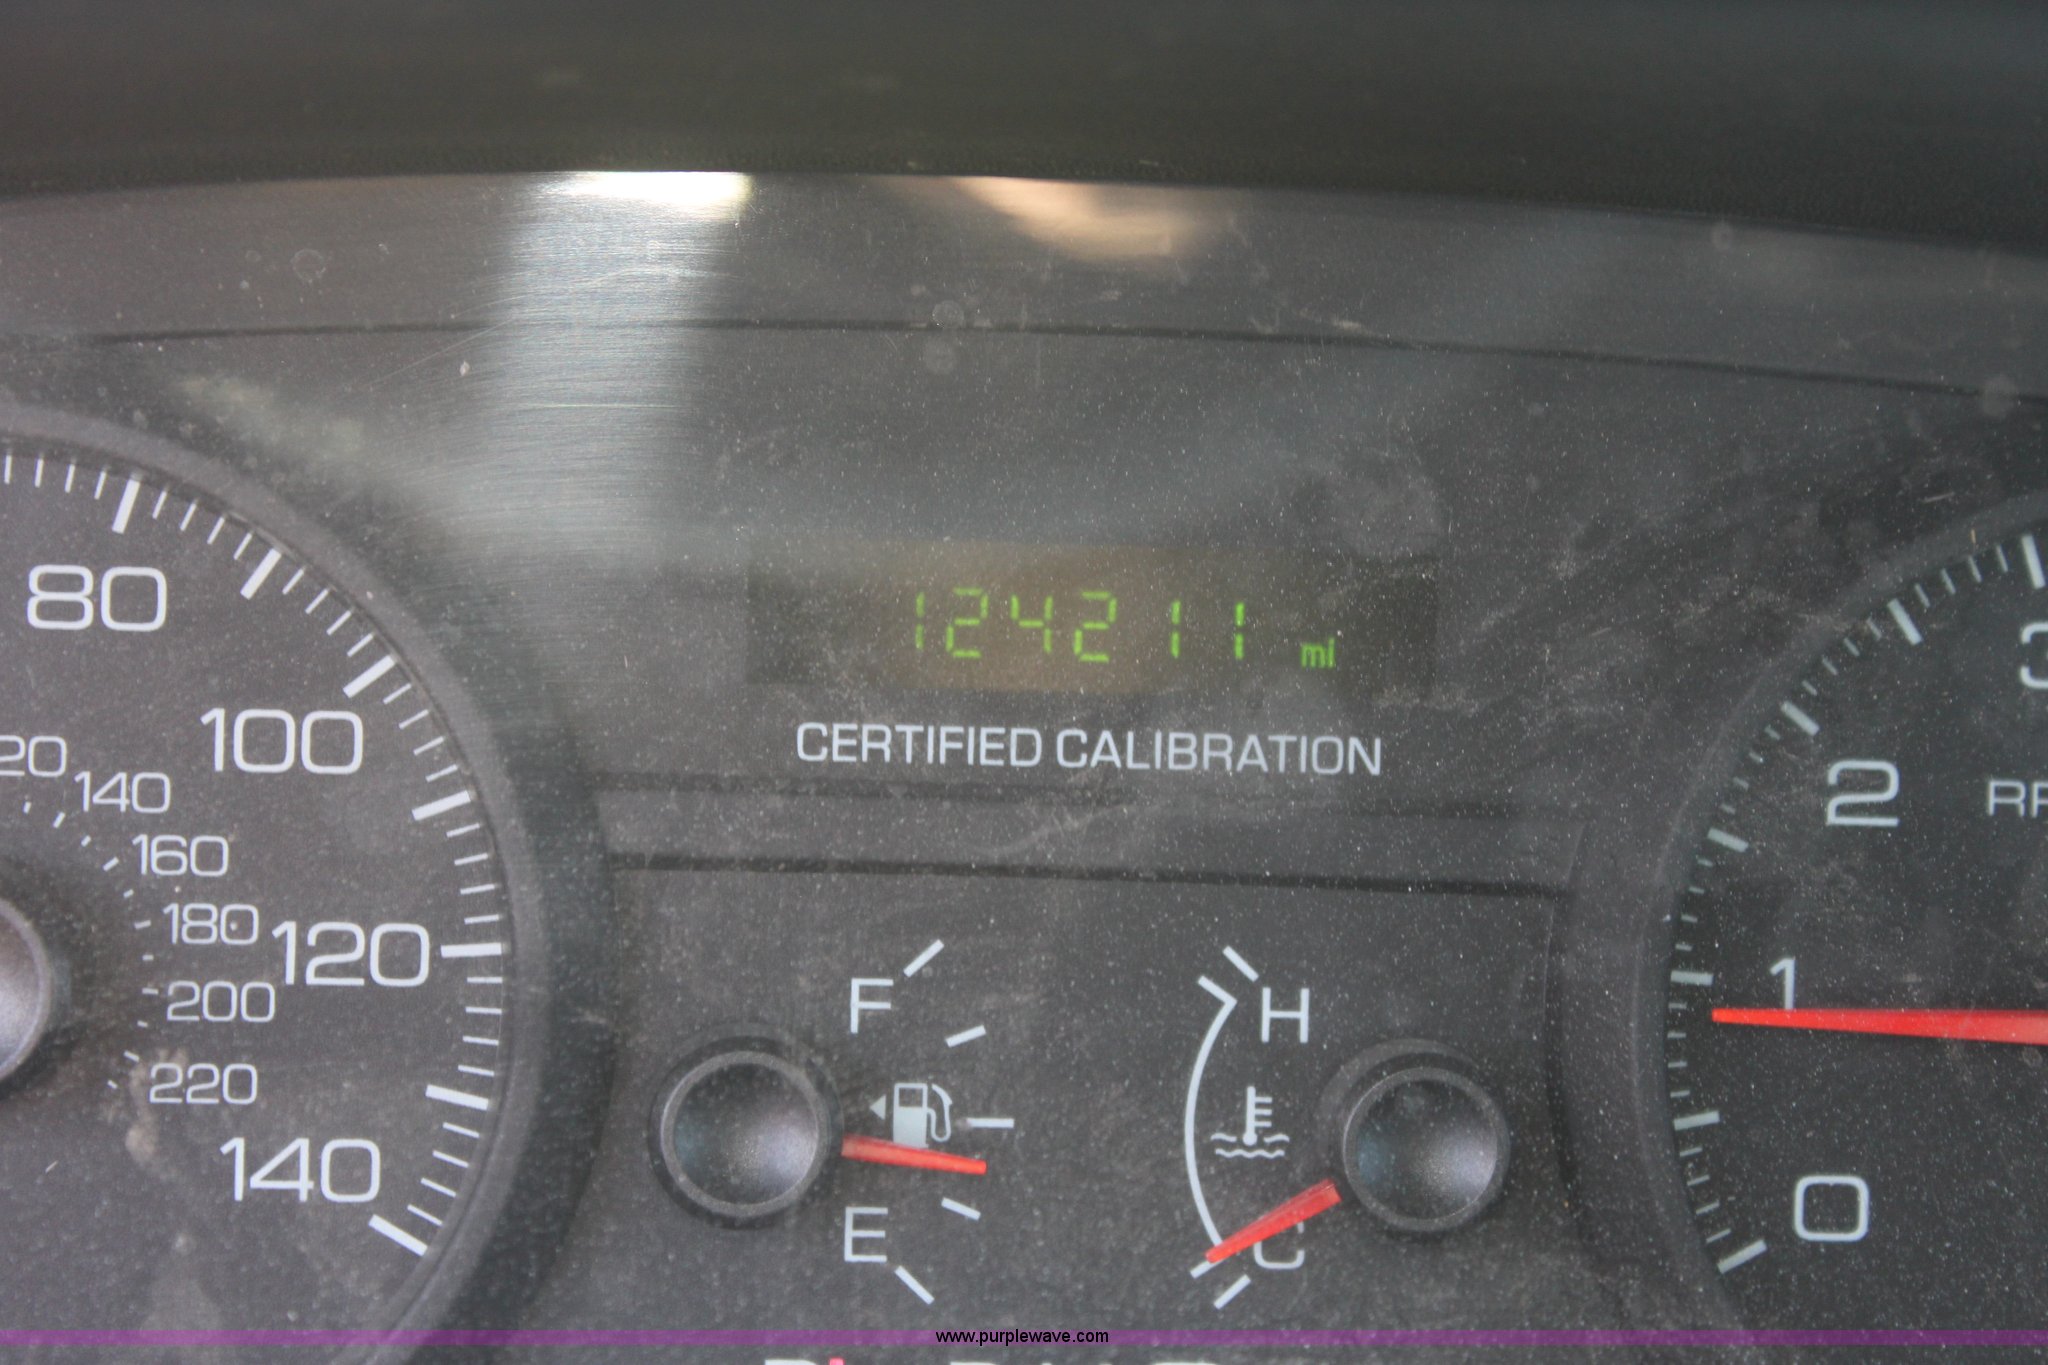 124211 mi
CERTIFIED CALIBRATION
80
100
120
140
140
160
180
200
220
F
E
H
C
2
1
0
www.purplewave.com